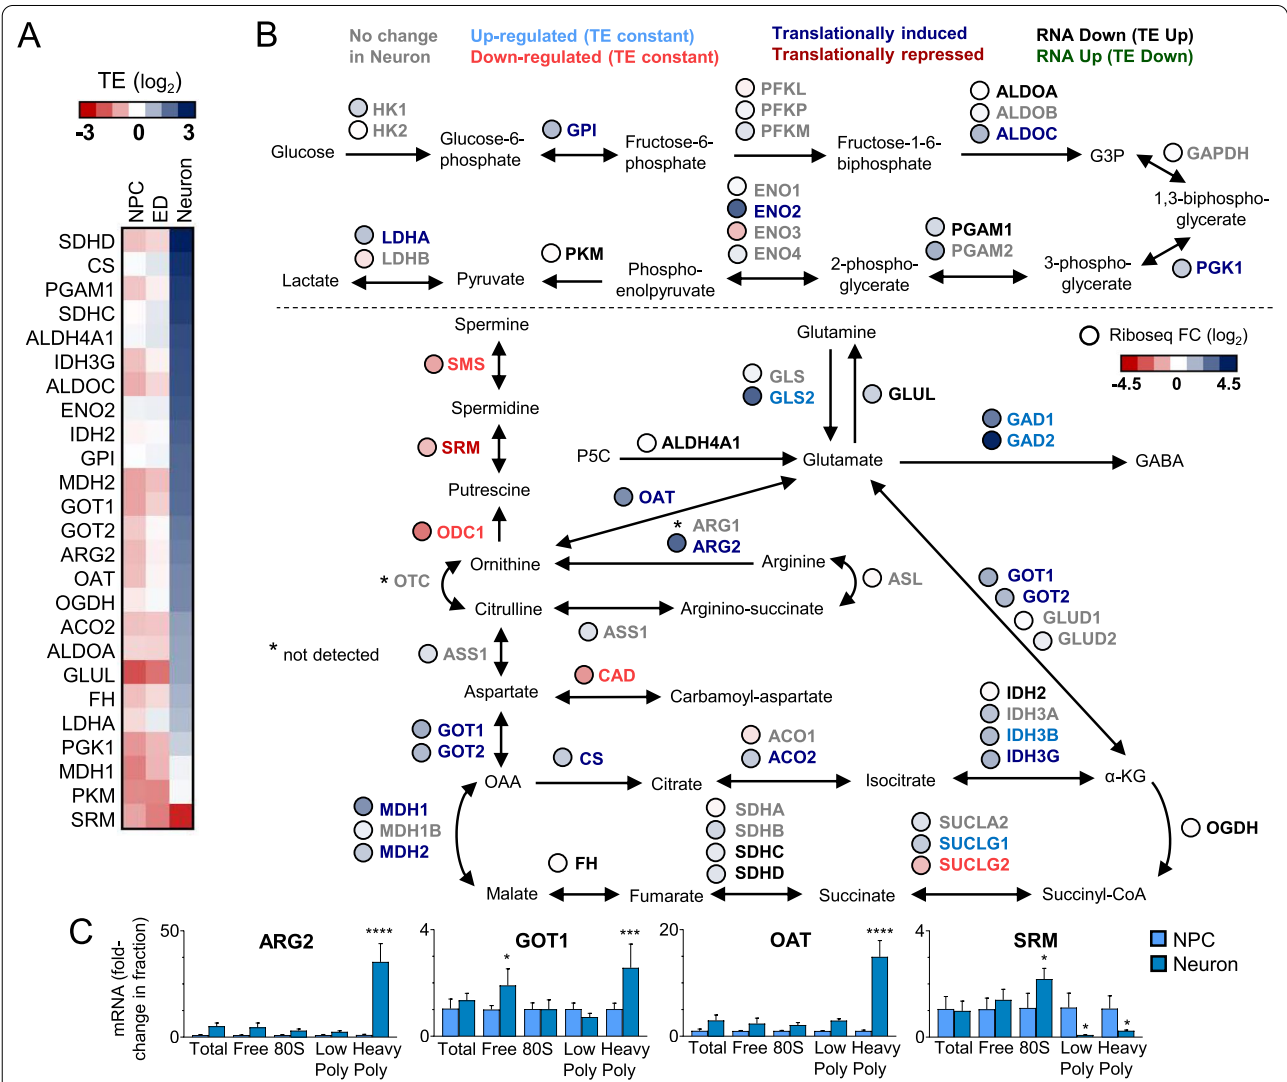 A
B
No change
in Neuron
Up-regulated (TE constant)
Down-regulated (TE constant)
Translationally induced
Translationally repressed
RNA Down (TE Up)
RNA Up (TE Down)
TE (log2)
-3 0 3
NPC
ED
Neuron
SDHD
CS
PGAM1
SDHC
ALDH4A1
IDH3G
ALDOC
ENO2
IDH2
GPI
MDH2
GOT1
GOT2
ARG2
OAT
OGDH
ACO2
ALDOA
GLUL
FH
LDHA
PGK1
MDH1
PKM
SRM
Glucose
HK1
HK2
Glucose-6-
phosphate
GPI
Fructose-6-
phosphate
PFKL
PFKP
PFKM
Fructose-1-6-
biphosphate
ALDOA
ALDOB
ALDOC
G3P
GAPDH
1,3-biphospho-
glycerate
PGK1
3-phospho-
glycerate
PGAM1
PGAM2
2-phospho-
glycerate
ENO1
ENO2
ENO3
ENO4
Phospho-
enolpyruvate
PKM
Pyruvate
LDHA
LDHB
Lactate
Riboseq FC (log2)
-4.5 0 4.5
Spermine
SMS
Spermidine
SRM
Putrescine
ODC1
Ornithine
* OTC
Citrulline
* not detected
ASS1
Aspartate
GOT1
GOT2
OAA
Glutamine
GLS
GLS2
GLUL
P5C
ALDH4A1
Glutamate
GAD1
GAD2
GABA
OAT
*
ARG1
ARG2
Arginine
ASL
Arginino-succinate
ASS1
CAD
Carbamoyl-aspartate
GOT1
GOT2
GLUD1
GLUD2
CS
Citrate
ACO1
ACO2
Isocitrate
IDH2
IDH3A
IDH3B
IDH3G
α-KG
OGDH
MDH1
MDH1B
MDH2
Malate
FH
Fumarate
SDHA
SDHB
SDHC
SDHD
Succinate
SUCLA2
SUCLG1
SUCLG2
Succinyl-CoA
C
mRNA (fold-
change in fraction)
50
0
ARG2
****
Total Free 80S Low Heavy
Poly Poly
4
0
GOT1
*
***
Total Free 80S Low Heavy
Poly Poly
20
0
OAT
****
Total Free 80S Low Heavy
Poly Poly
4
0
SRM
*
*
*
Total Free 80S Low Heavy
Poly Poly
NPC
Neuron